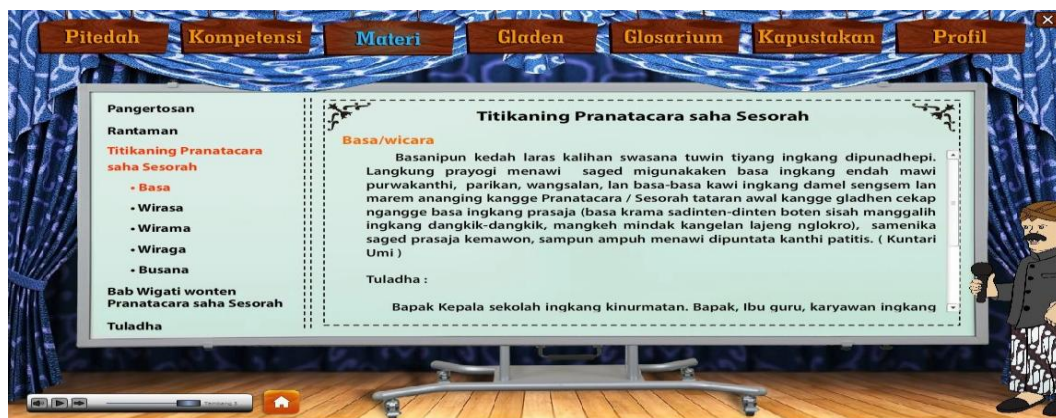 Pitedah
Kompetensi
Materi
Gladen
Glosarium
Kapustakan
Profil
Pangertosan
Rantaman
Titikaning Pranatacara
saha Sesorah
• Basa
• Wirasa
• Wirama
• Wiraga
• Busana
Bab Wigati wonten
Pranatacara saha Sesorah
Tuladha
Titikaning Pranatacara saha Sesorah
Basa/wicara
Basanipun kedah laras kalihan swasana tuwin tiyang ingkang dipunadhepi.
Langkung prayogi menawi saged migunakaken basa ingkang endah mawi
purwakanthi, parikan, wangsalan, lan basa-basa kawi ingkang damel sengsem lan
marem ananging kangge Pranatacara / Sesorah tataran awal kangge gladhen cekap
ngangge basa ingkang prasaja (basa krama sadinten-dinten boten sisah manggalih
ingkang dangkik-dangkik, mangkeh mindak kangelan lajeng nglokro), samenika
saged prasaja kemawon, sampun ampuh menawi dipuntata kanthi patitis. ( Kuntari
Umi )
Tuladha :
Bapak Kepala sekolah ingkang kinurmatan. Bapak, Ibu guru, karyawan ingkang